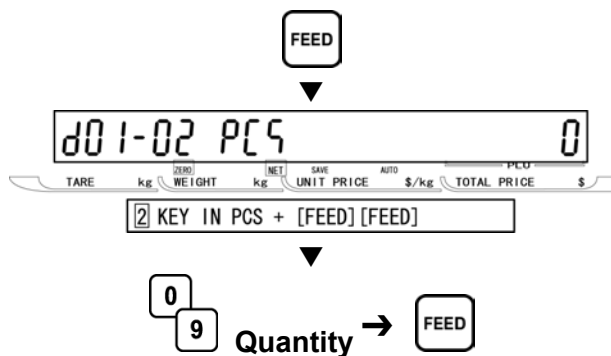 FEED
▼
d01-02 PCS 0
ZERO NET SAVE AUTO PLU
TARE kg WEIGHT kg UNIT PRICE $/kg TOTAL PRICE $
2 KEY IN PCS + [FEED][FEED]
▼
0
9 Quantity → FEED